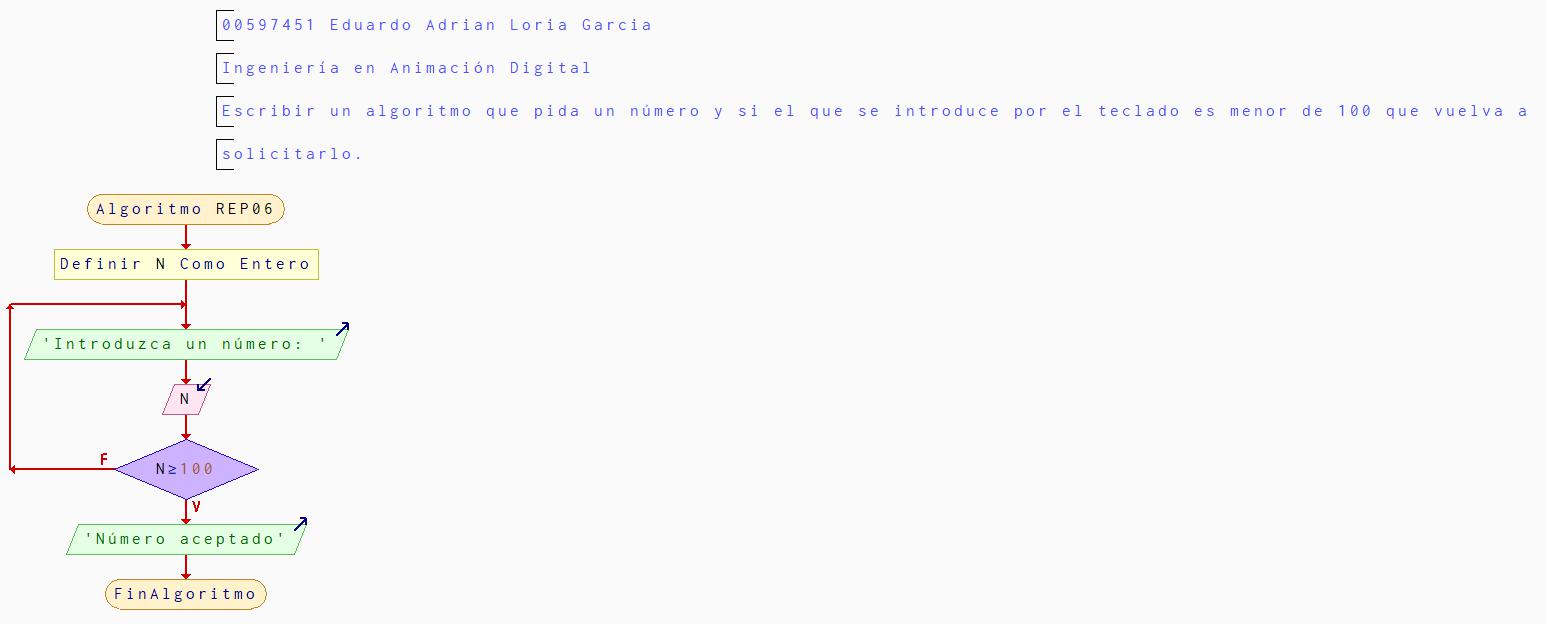 00597451 Eduardo Adrian Loria Garcia
Ingeniería en Animación Digital
Escribir un algoritmo que pida un número y si el que se introduce por el teclado es menor de 100 que vuelva a
solicitarlo.
Algoritmo REP06
Definir N Como Entero
'Introduzca un número: '
N
N≥100
F
V
'Número aceptado'
FinAlgoritmo